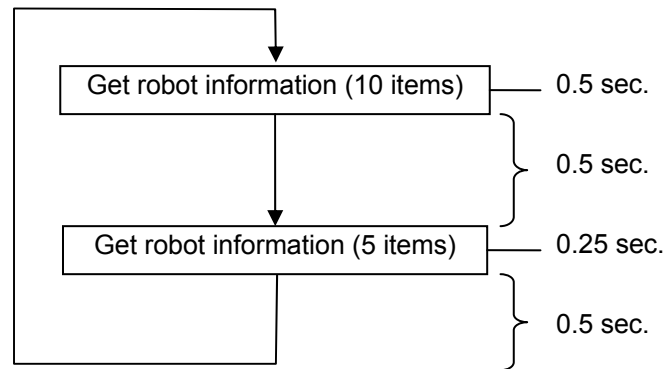 Get robot information (10 items)
0.5 sec.
0.5 sec.
Get robot information (5 items)
0.25 sec.
0.5 sec.